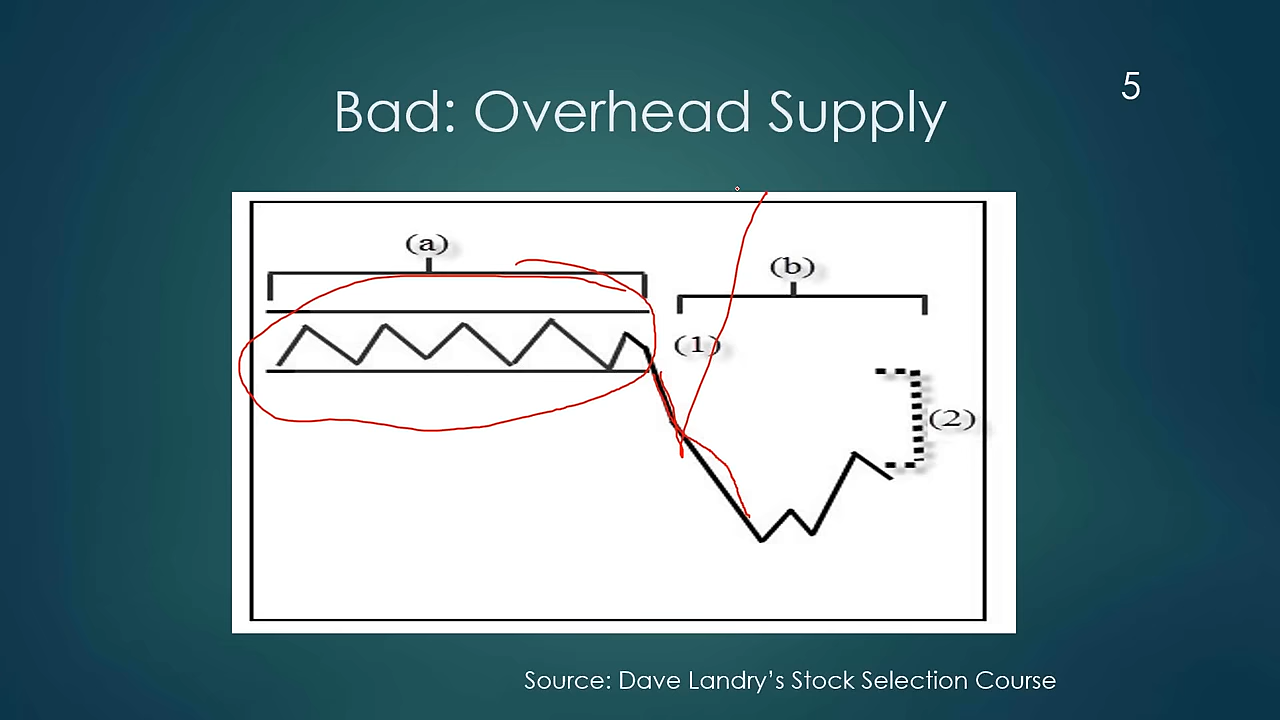 5
Bad: Overhead Supply
(a)
(b)
(1)
(2)
Source: Dave Landry’s Stock Selection Course